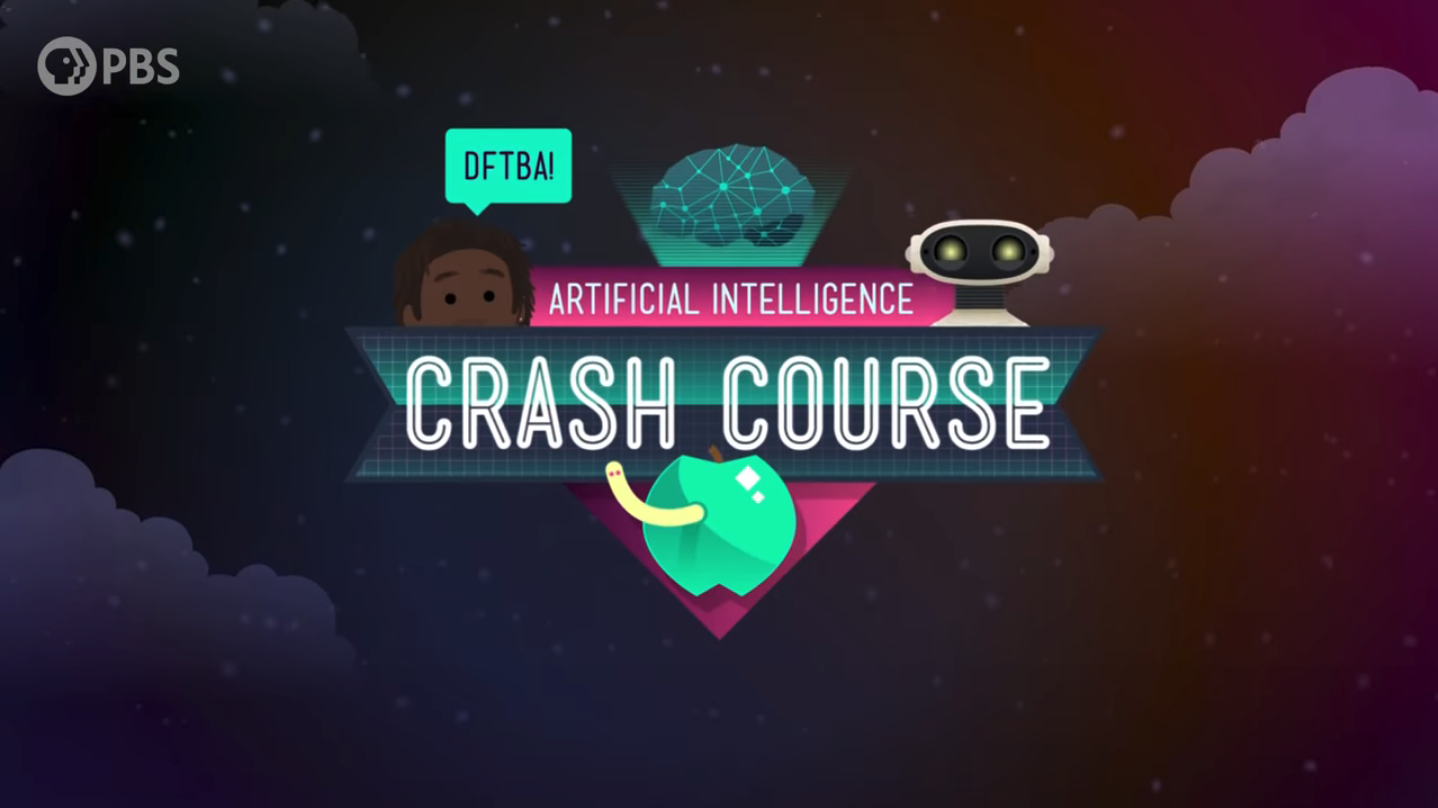 PBS
DFTBA!
ARTIFICIAL INTELLIGENCE
CRASH COURSE